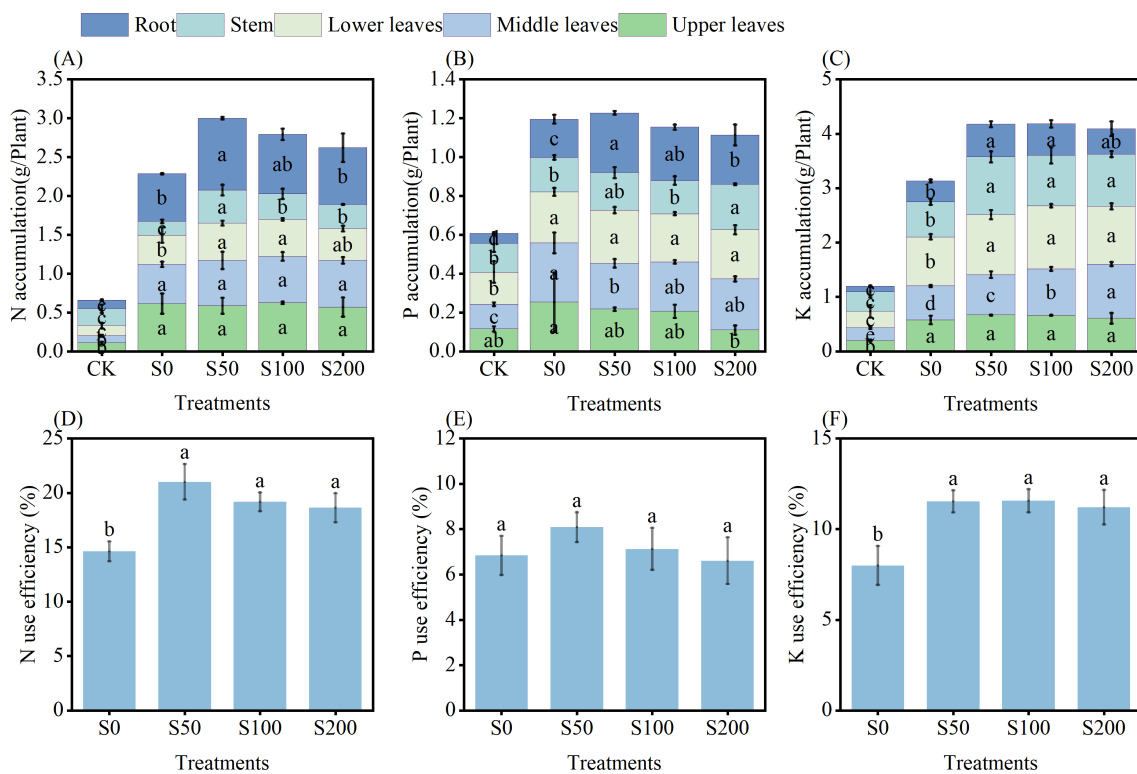 Root Stem Lower leaves Middle leaves Upper leaves
(A) (B) (C)
N accumulation(g/Plant)
3.5
3.0
2.5
2.0
1.5
1.0
0.5
0.0
b
c
b
a
a
a
a
a
a
a
ab
b
a
a
a
b
b
ab
a
a
CK S0 S50 S100 S200
Treatments
P accumulation(g/Plant)
1.4
1.2
1.0
0.8
0.6
0.4
0.2
0.0
d
b
a
c
ab
c
b
a
a
a
a
ab
a
b
ab
ab
b
a
ab
ab
b
a
a
ab
b
CK S0 S50 S100 S200
Treatments
K accumulation(g/Plant)
5
4
3
2
1
0
c
c
c
e
b
b
b
b
d
a
a
a
a
c
a
a
a
a
b
a
ab
a
a
a
a
CK S0 S50 S100 S200
Treatments
(D) (E) (F)
N use efficiency (%)
25
20
15
10
5
0
b a a a
S0 S50 S100 S200
Treatments
P use efficiency (%)
12
10
8
6
4
2
0
a a a a
S0 S50 S100 S200
Treatments
K use efficiency (%)
15
10
5
0
b a a a
S0 S50 S100 S200
Treatments